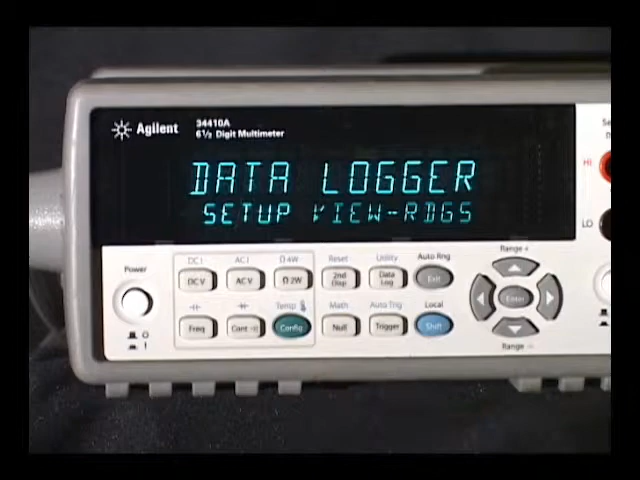 Agilent
34410A
6½ Digit Multimeter
DATA LOGGER
SETUP VIEW-RDGS
Power
DC I
AC I
Ω 4W
Reset
Utility
Auto Rng
Range +
DC V
AC V
Ω 2W
2nd Disp
Data Log
Exit
Enter
Temp
Math
Auto Trig
Local
Freq
Cont
Config
Null
Trigger
Shift
Range −
HI
LO